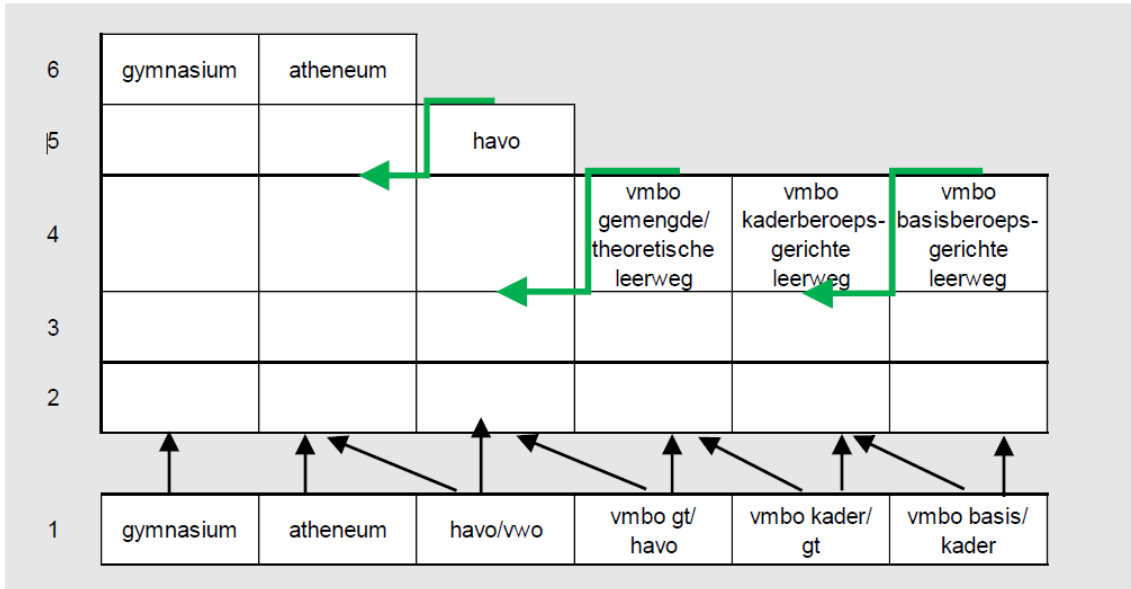 6 gymnasium atheneum
5 havo
4 vmbo gemengde/ theoretische leerweg vmbo kaderberoeps- gerichte leerweg vmbo basisberoeps- gerichte leerweg
3
2
1 gymnasium atheneum havo/vwo vmbo gt/ havo vmbo kader/ gt vmbo basis/ kader